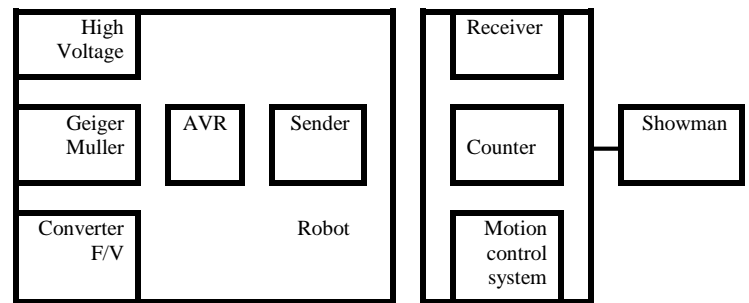 High
Voltage
Receiver
Geiger
Muller
AVR
Sender
Counter
Showman
Converter
F/V
Robot
Motion
control
system